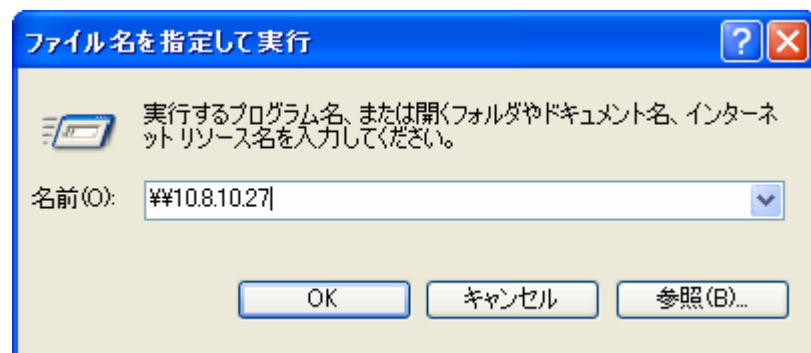 ファイル名を指定して実行
実行するプログラム名、または開くフォルダやドキュメント名、インターネ
ット リソース名を入力してください。
名前(O):
¥¥10.8.10.27
OK
キャンセル
参照(B)...